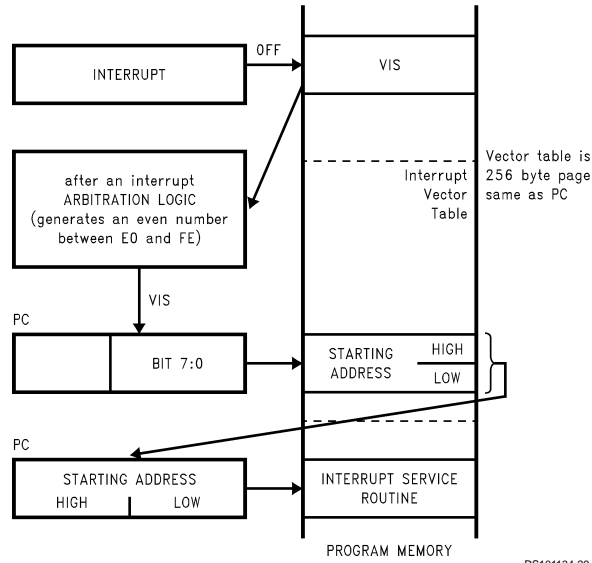 INTERRUPT
OFF
VIS
after an interrupt
ARBITRATION LOGIC
(generates an even number
between E0 and FE)
Interrupt
Vector
Table
Vector table is
256 byte page
same as PC
VIS
PC
BIT 7:0
STARTING
ADDRESS
HIGH
LOW
PC
STARTING ADDRESS
HIGH
LOW
INTERRUPT SERVICE
ROUTINE
PROGRAM MEMORY